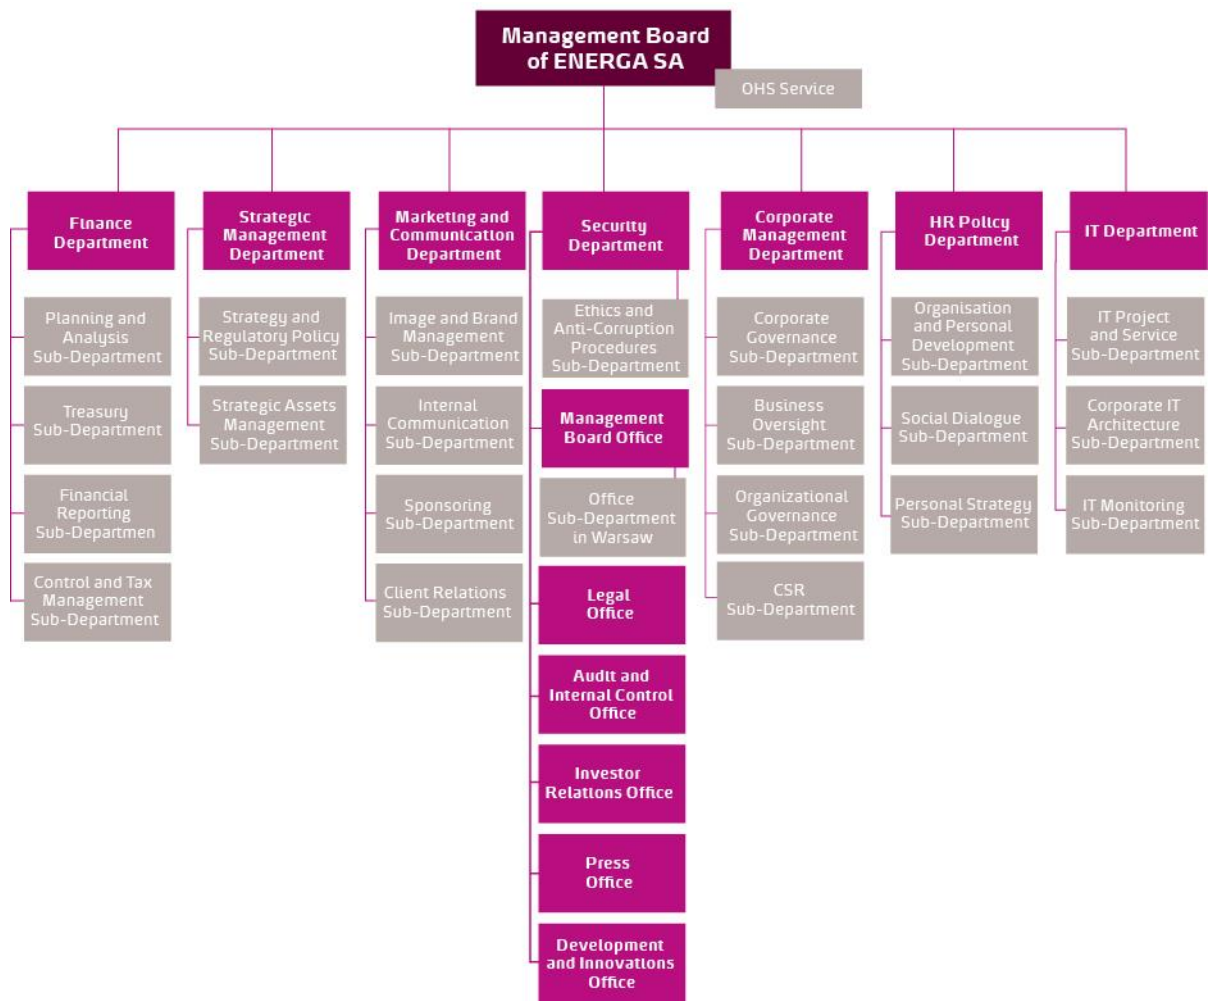 Management Board
of ENERGA SA
OHS Service
Finance
Department
Planning and
Analysis
Sub-Department
Treasury
Sub-Department
Financial
Reporting
Sub-Departmen
Control and Tax
Management
Sub-Department
Strategic
Management
Department
Strategy and
Regulatory Policy
Sub-Department
Strategic Assets
Management
Sub-Department
Marketing and
Communication
Department
Image and Brand
Management
Sub-Department
Internal
Communication
Sub-Department
Sponsoring
Sub-Department
Client Relations
Sub-Department
Security
Department
Ethics and
Anti-Corruption
Procedures
Sub-Department
Management
Board Office
Office
Sub-Department
in Warsaw
Legal
Office
Audit and
Internal Control
Office
Investor
Relations Office
Press
Office
Development
and Innovations
Office
Corporate
Management
Department
Corporate
Governance
Sub-Department
Business
Oversight
Sub-Department
Organizational
Governance
Sub-Department
CSR
Sub-Department
HR Policy
Department
Organisation
and Personal
Development
Sub-Department
Social Dialogue
Sub-Department
Personal Strategy
Sub-Department
IT Department
IT Project
and Service
Sub-Department
Corporate IT
Architecture
Sub-Department
IT Monitoring
Sub-Department